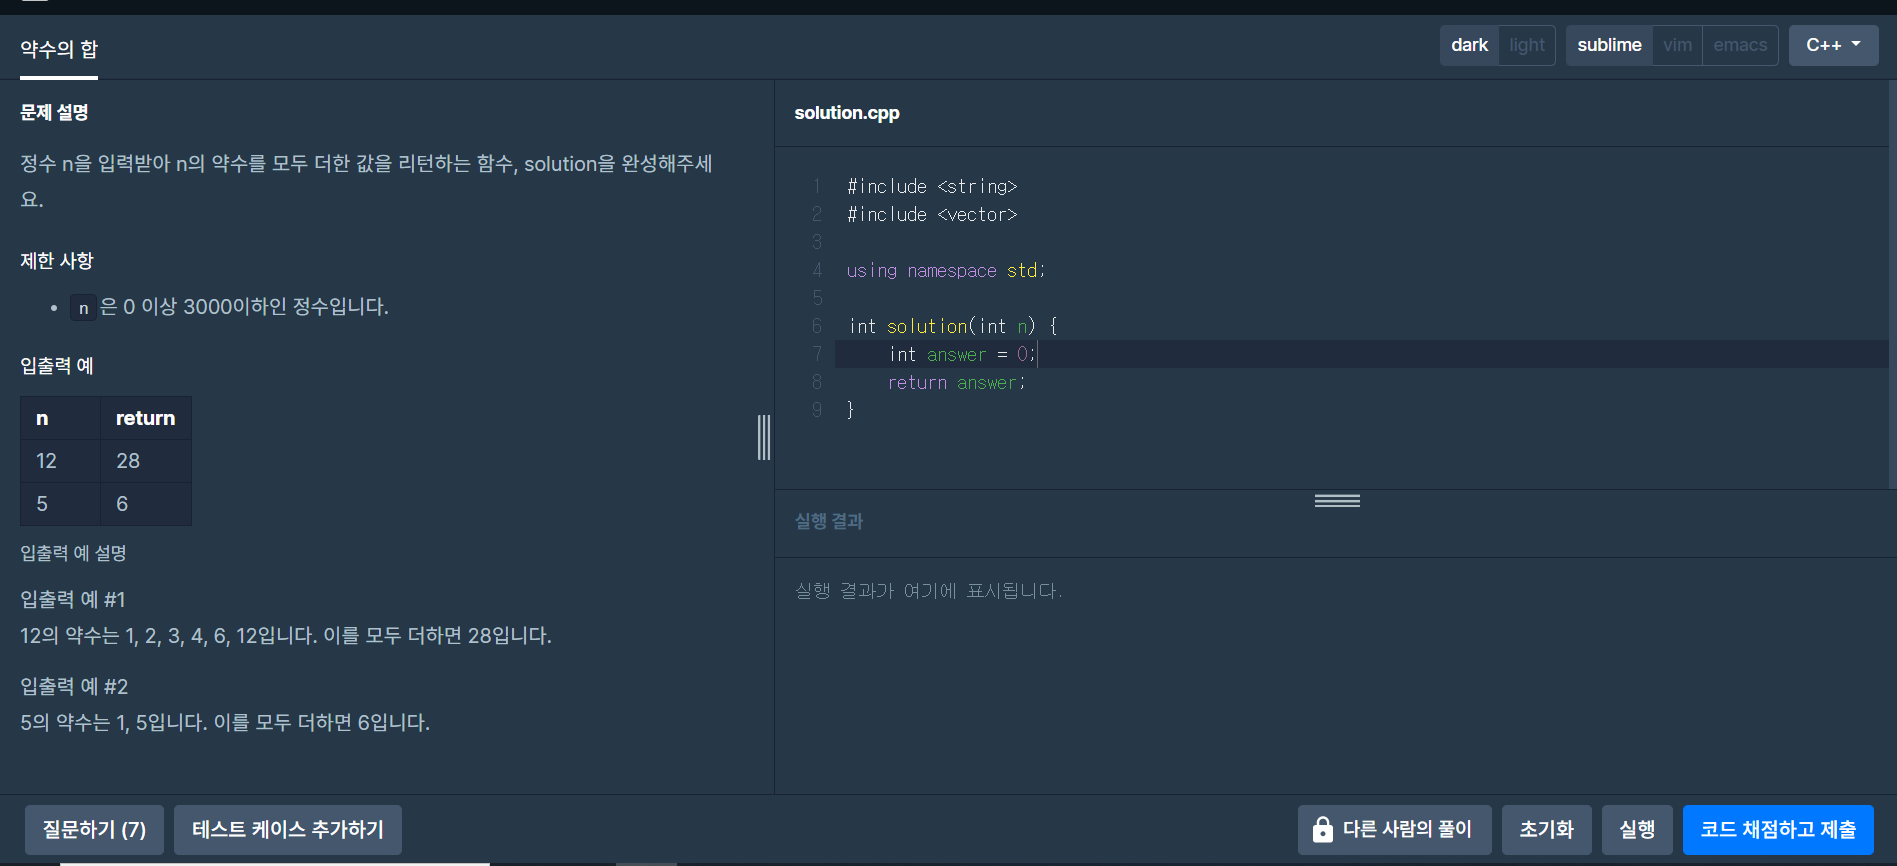 약수의 합
dark light sublime vim emacs C++
문제 설명
정수 n을 입력받아 n의 약수를 모두 더한 값을 리턴하는 함수, solution을 완성해주세
요.
제한 사항
• n 은 0 이상 3000이하인 정수입니다.
입출력 예
n return
12 28
5 6
입출력 예 설명
입출력 예 #1
12의 약수는 1, 2, 3, 4, 6, 12입니다. 이를 모두 더하면 28입니다.
입출력 예 #2
5의 약수는 1, 5입니다. 이를 모두 더하면 6입니다.
solution.cpp
1 #include <string>
2 #include <vector>
3
4 using namespace std;
5
6 int solution(int n) {
7     int answer = 0;
8     return answer;
9 }
실행 결과
실행 결과가 여기에 표시됩니다.
질문하기 (7) 테스트 케이스 추가하기 다른 사람의 풀이 초기화 실행 코드 채점하고 제출